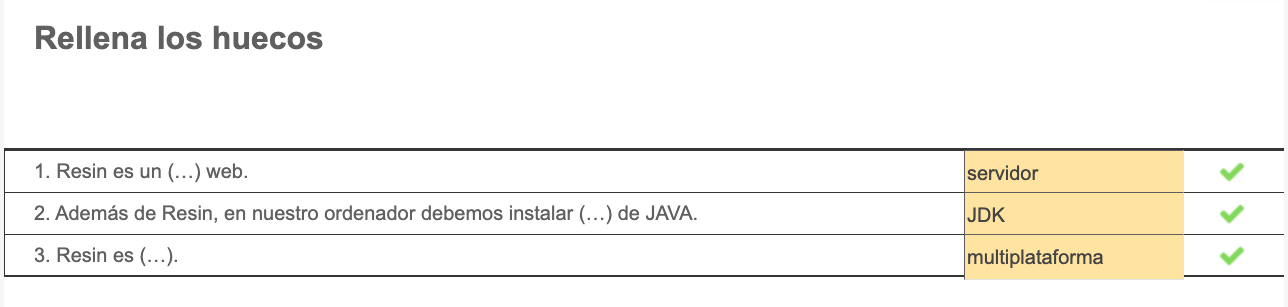 Rellena los huecos
1. Resin es un (…) web. servidor
2. Además de Resin, en nuestro ordenador debemos instalar (…) de JAVA. JDK
3. Resin es (…). multiplataforma